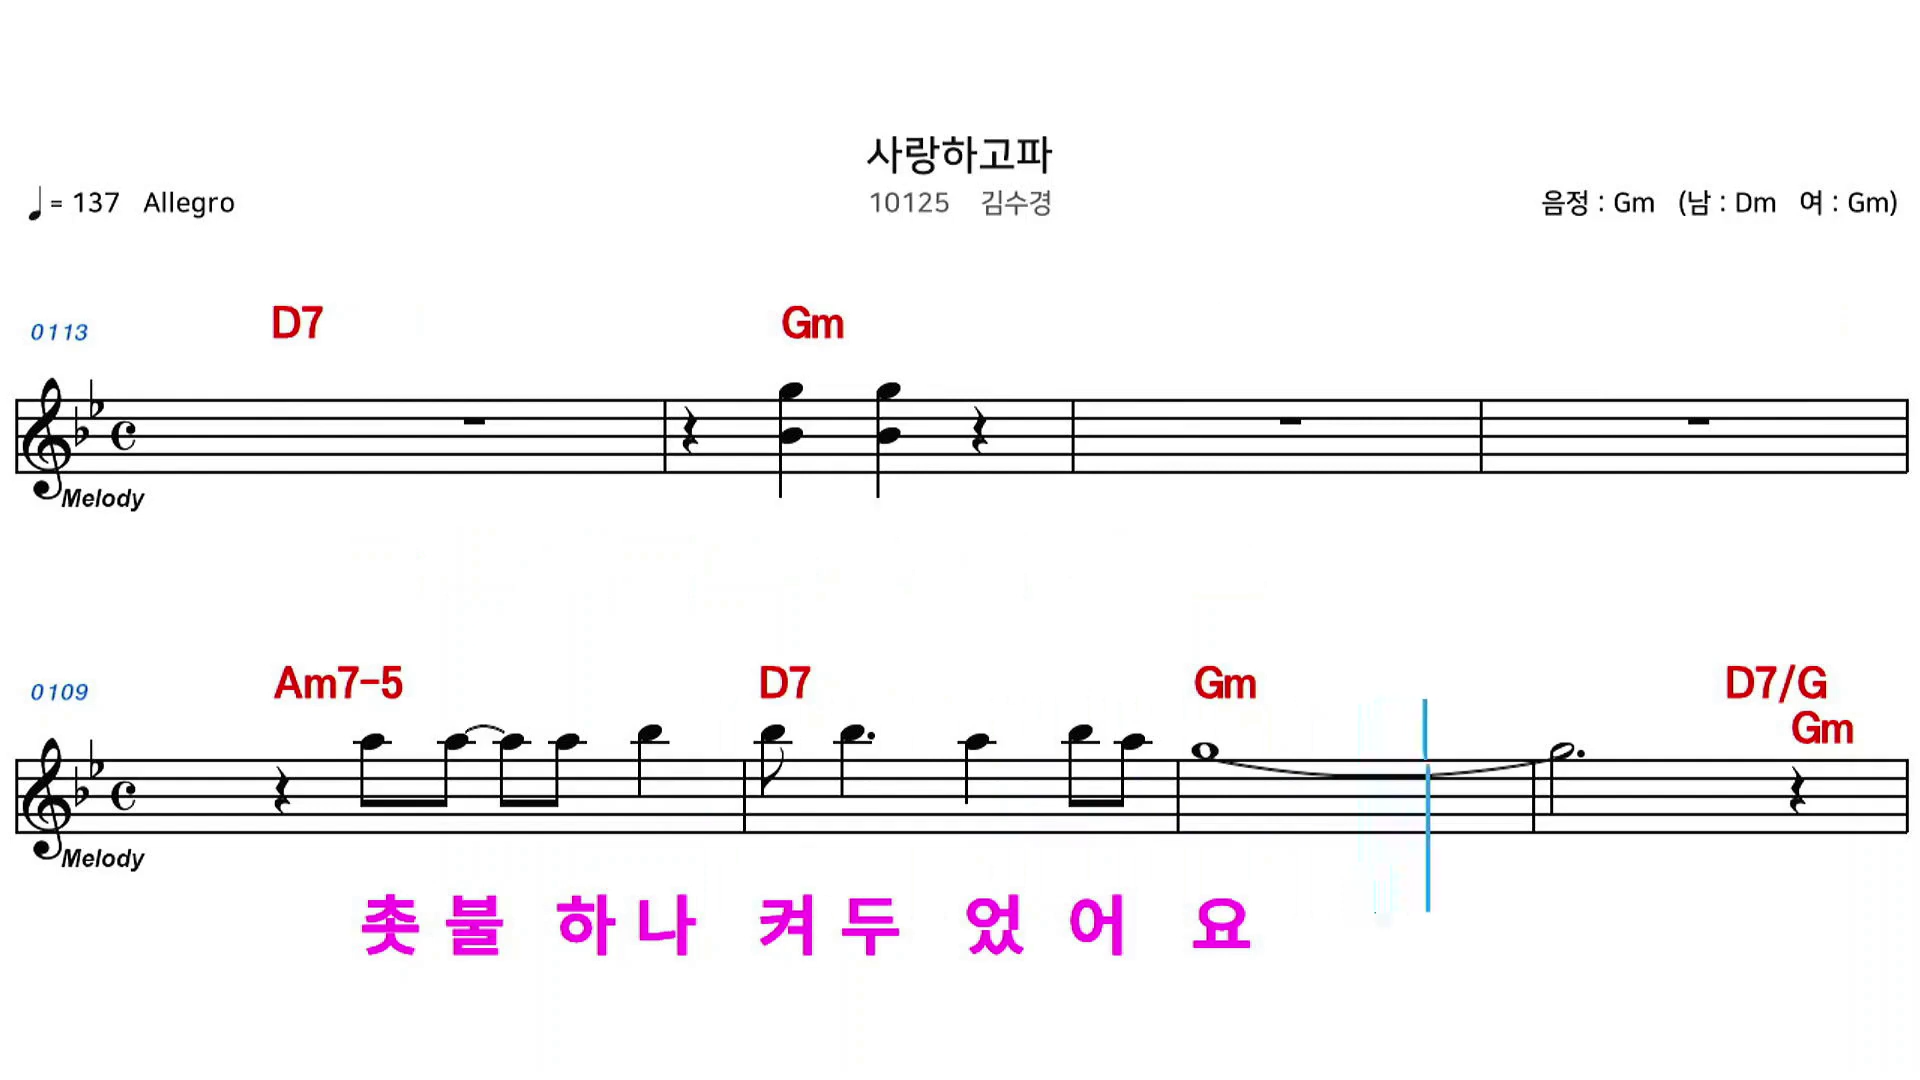 사랑하고파
♩ = 137 Allegro
10125 김수경
음정 : Gm (남 : Dm 여 : Gm)
0113 D7 Gm
Melody
0109 Am7-5 D7 Gm D7/G
Gm
Melody
촛 불 하 나 켜 두 었 어 요